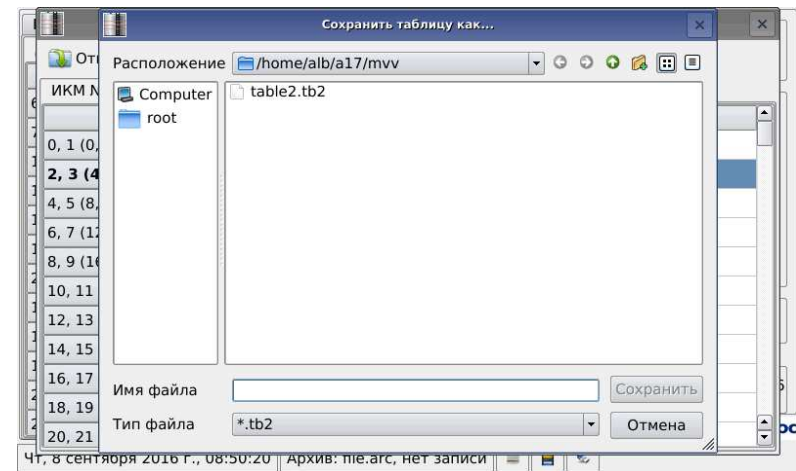 Сохранить таблицу как...
Расположение /home/alb/a17/mvv
Computer
root
table2.tb2
ИКМ
0, 1 (0,
2, 3 (4
4, 5 (8,
6, 7 (12
8, 9 (16
10, 11
12, 13
14, 15
16, 17
18, 19
20, 21
Имя файла
Сохранить
Тип файла *.tb2
Отмена
Чт, 8 сентября 2016 г., 08:50:20 Архив: file.arc, нет записи